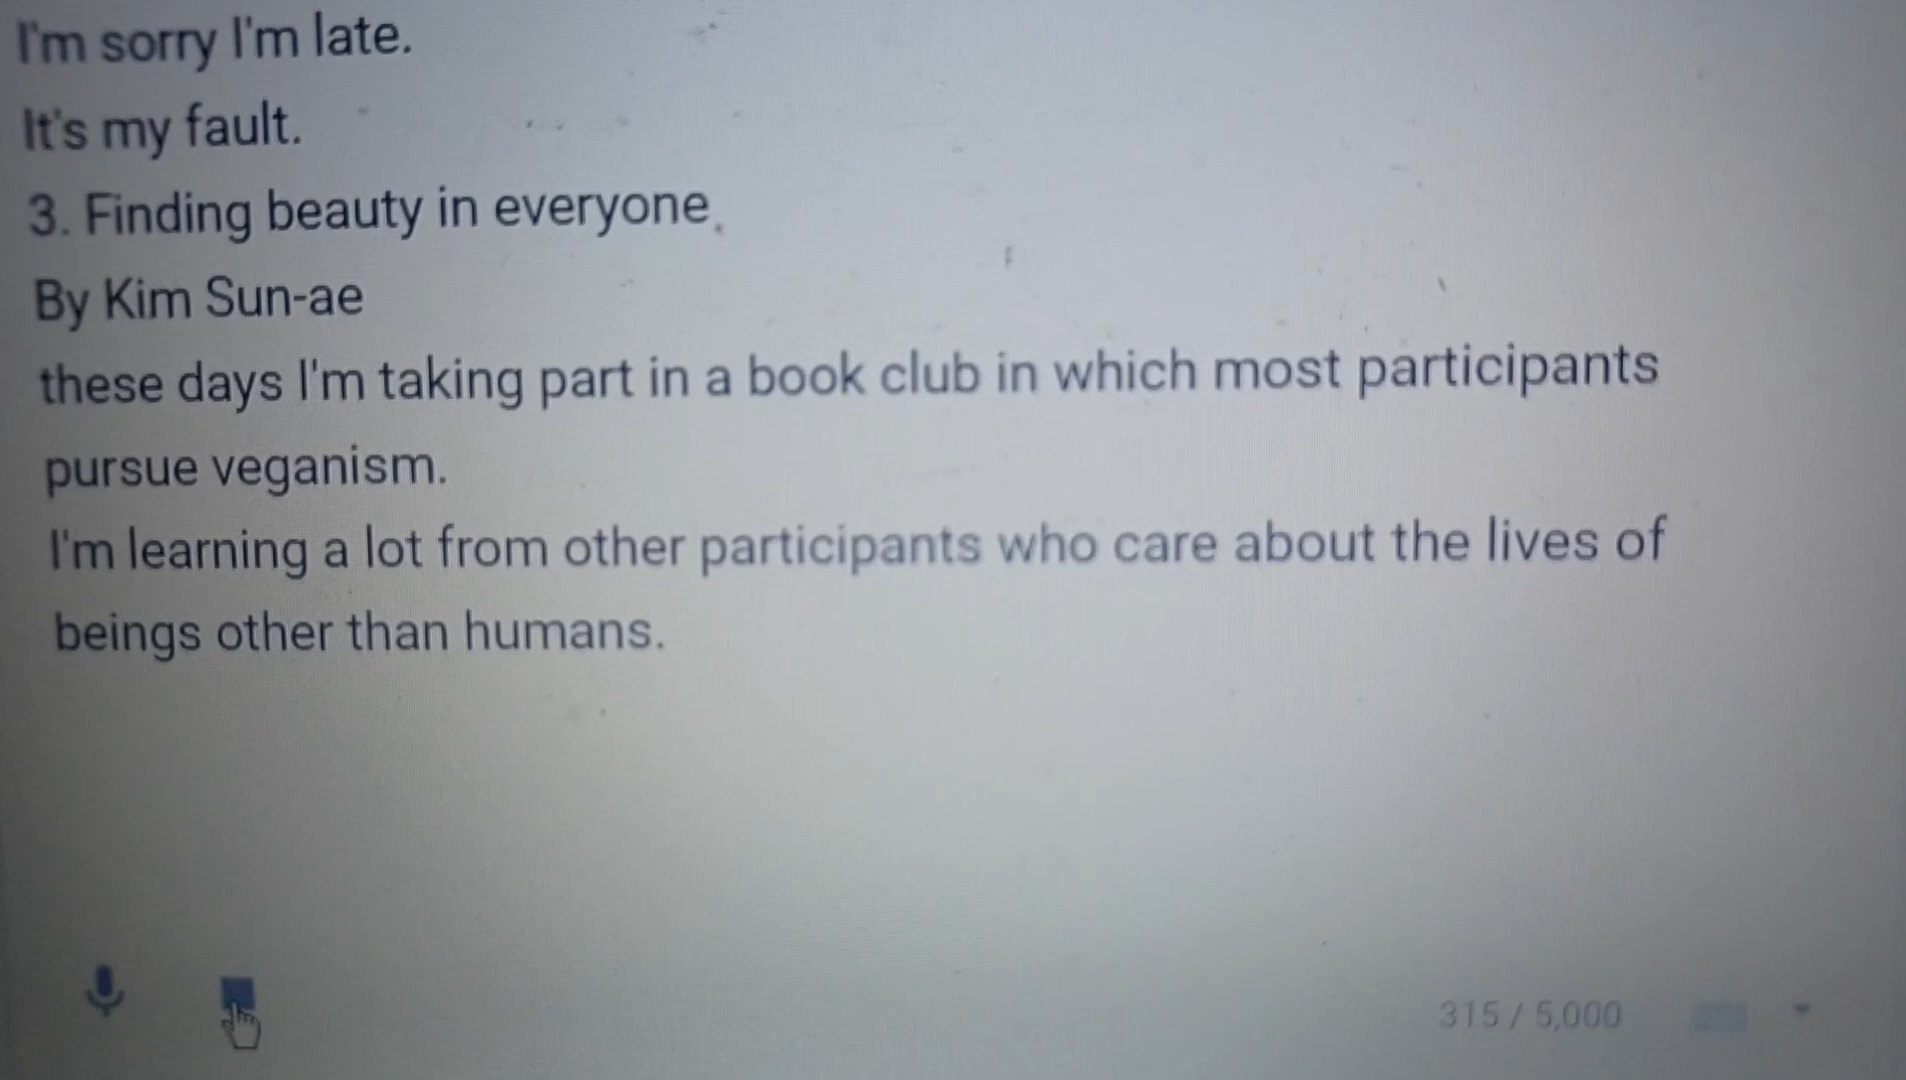 I'm sorry I'm late.
It's my fault.
3. Finding beauty in everyone.
By Kim Sun-ae
these days I'm taking part in a book club in which most participants
pursue veganism.
I'm learning a lot from other participants who care about the lives of
beings other than humans.
315 / 5,000